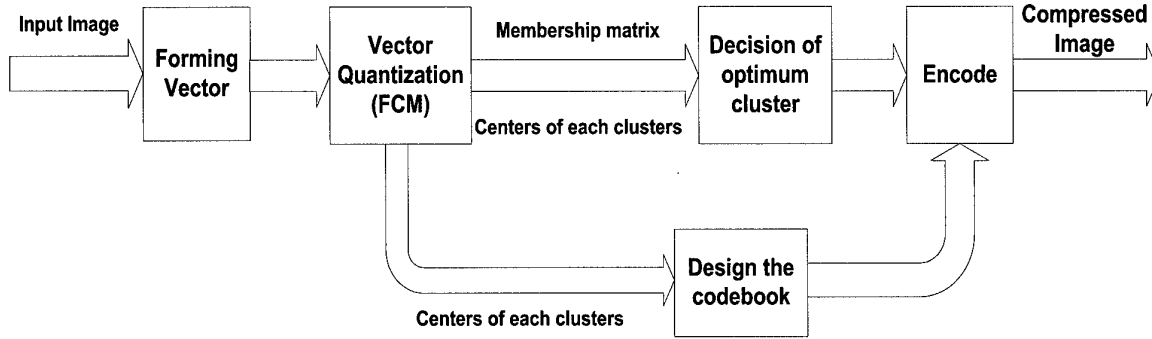 Input Image
Forming
Vector
Vector
Quantization
(FCM)
Membership matrix
Centers of each clusters
Decision of
optimum
cluster
Encode
Compressed
Image
Design the
codebook
Centers of each clusters